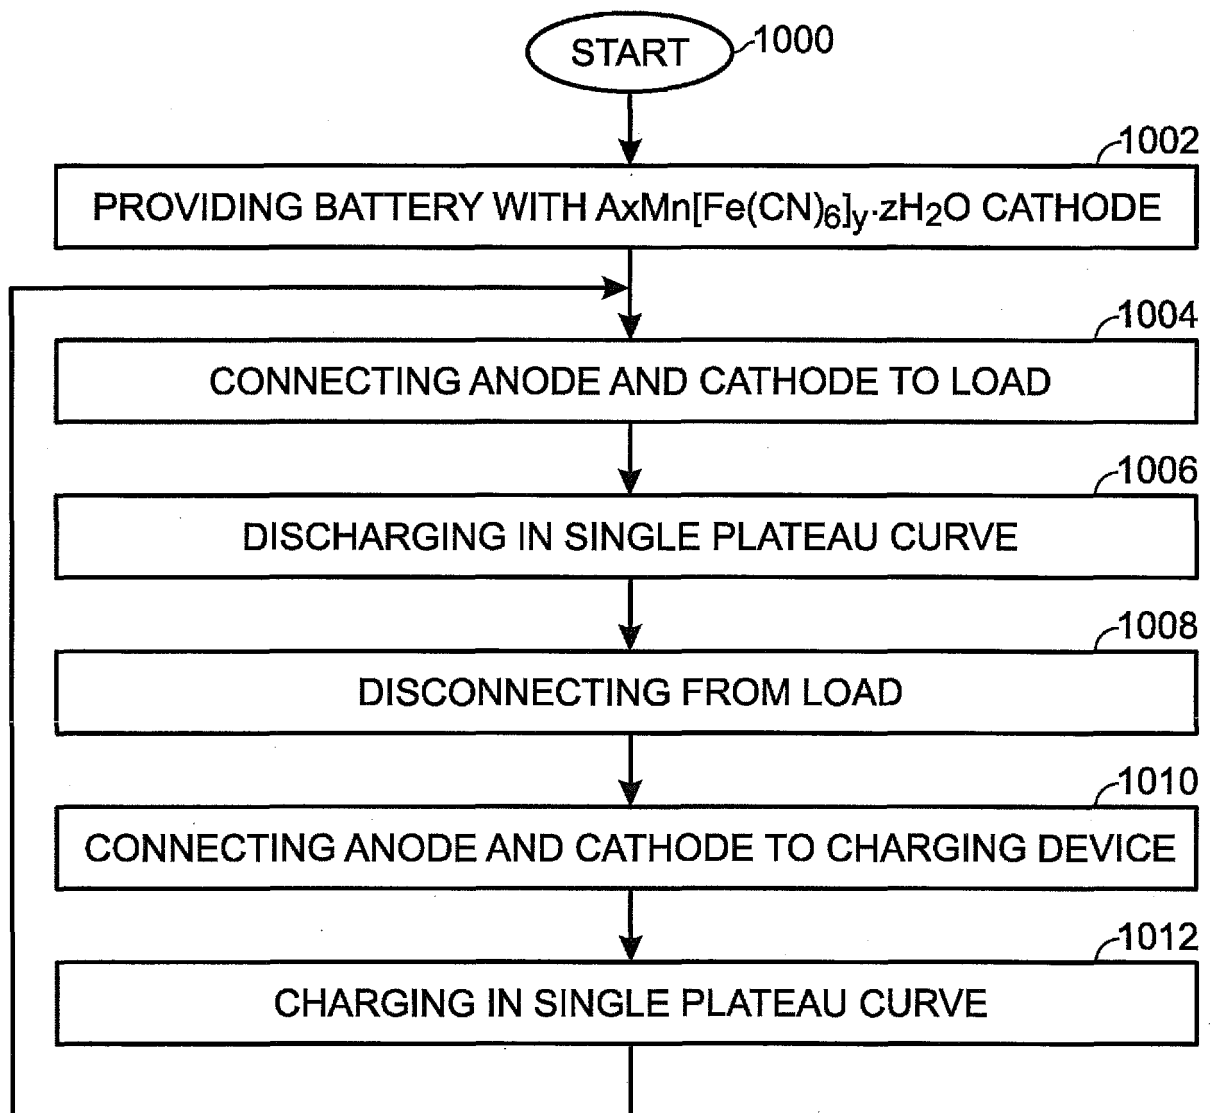 START
1000
1002
PROVIDING BATTERY WITH AxMn[Fe(CN)₆]y·zH₂O CATHODE
1004
CONNECTING ANODE AND CATHODE TO LOAD
1006
DISCHARGING IN SINGLE PLATEAU CURVE
1008
DISCONNECTING FROM LOAD
1010
CONNECTING ANODE AND CATHODE TO CHARGING DEVICE
1012
CHARGING IN SINGLE PLATEAU CURVE